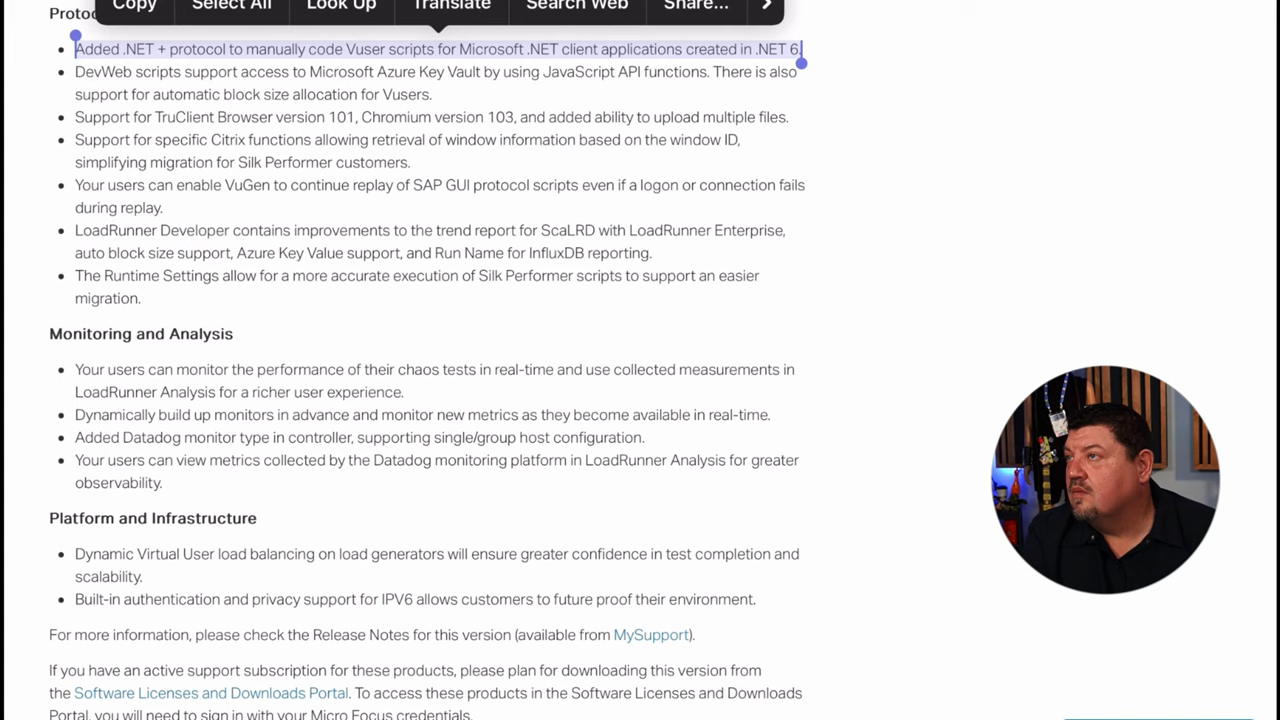 Copy Select All Look Up Translate Search Web Share...
Added .NET + protocol to manually code Vuser scripts for Microsoft .NET client applications created in .NET 6.
DevWeb scripts support access to Microsoft Azure Key Vault by using JavaScript API functions. There is also
support for automatic block size allocation for Vusers.
Support for TruClient Browser version 101, Chromium version 103, and added ability to upload multiple files.
Support for specific Citrix functions allowing retrieval of window information based on the window ID,
simplifying migration for Silk Performer customers.
Your users can enable VuGen to continue replay of SAP GUI protocol scripts even if a logon or connection fails
during replay.
LoadRunner Developer contains improvements to the trend report for ScaLRD with LoadRunner Enterprise,
auto block size support, Azure Key Value support, and Run Name for InfluxDB reporting.
The Runtime Settings allow for a more accurate execution of Silk Performer scripts to support an easier
migration.
Monitoring and Analysis
Your users can monitor the performance of their chaos tests in real-time and use collected measurements in
LoadRunner Analysis for a richer user experience.
Dynamically build up monitors in advance and monitor new metrics as they become available in real-time.
Added Datadog monitor type in controller, supporting single/group host configuration.
Your users can view metrics collected by the Datadog monitoring platform in LoadRunner Analysis for greater
observability.
Platform and Infrastructure
Dynamic Virtual User load balancing on load generators will ensure greater confidence in test completion and
scalability.
Built-in authentication and privacy support for IPV6 allows customers to future proof their environment.
For more information, please check the Release Notes for this version (available from MySupport).
If you have an active support subscription for these products, please plan for downloading this version from
the Software Licenses and Downloads Portal. To access these products in the Software Licenses and Downloads
Portal, you will need to sign in with your Micro Focus credentials.